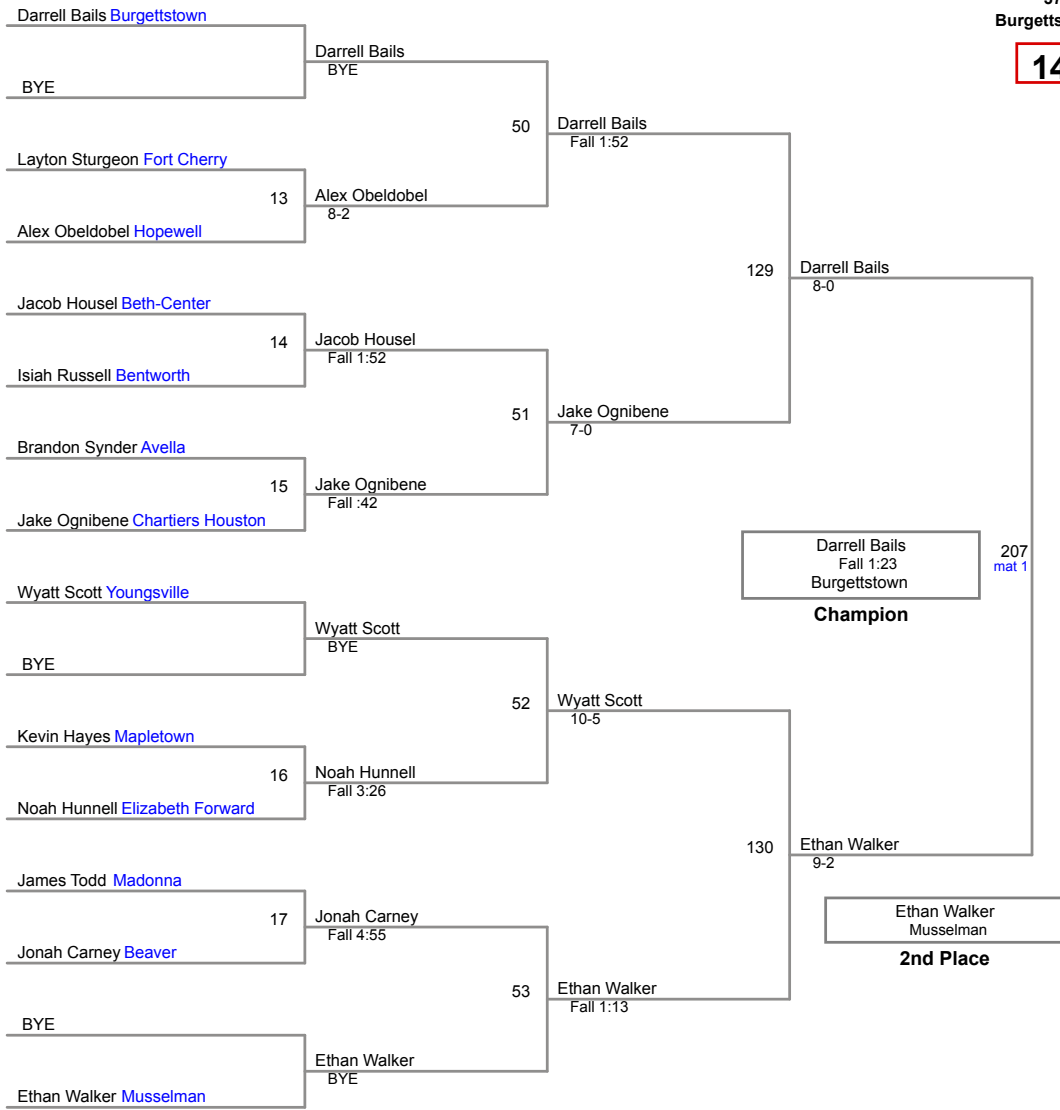 Darrell Bails Burgettstown
Darrell Bails
BYE
BYE
50
Darrell Bails
Fall 1:52
Layton Sturgeon Fort Cherry
13
Alex Obeldobel
8-2
Alex Obeldobel Hopewell
129
Darrell Bails
8-0
Jacob Housel Beth-Center
14
Jacob Housel
Fall 1:52
Isiah Russell Bentworth
51
Jake Ognibene
7-0
Brandon Synder Avella
15
Jake Ognibene
Fall :42
Jake Ognibene Chartiers Houston
Darrell Bails
Fall 1:23
Burgettstown
Champion
207
mat 1
Wyatt Scott Youngsville
Wyatt Scott
BYE
BYE
52
Wyatt Scott
10-5
Kevin Hayes Mapletown
16
Noah Hunnell
Fall 3:26
Noah Hunnell Elizabeth Forward
130
Ethan Walker
9-2
James Todd Madonna
17
Jonah Carney
Fall 4:55
Jonah Carney Beaver
Ethan Walker
Musselman
2nd Place
53
Ethan Walker
Fall 1:13
BYE
Ethan Walker
BYE
Ethan Walker Musselman
Burgetts
14